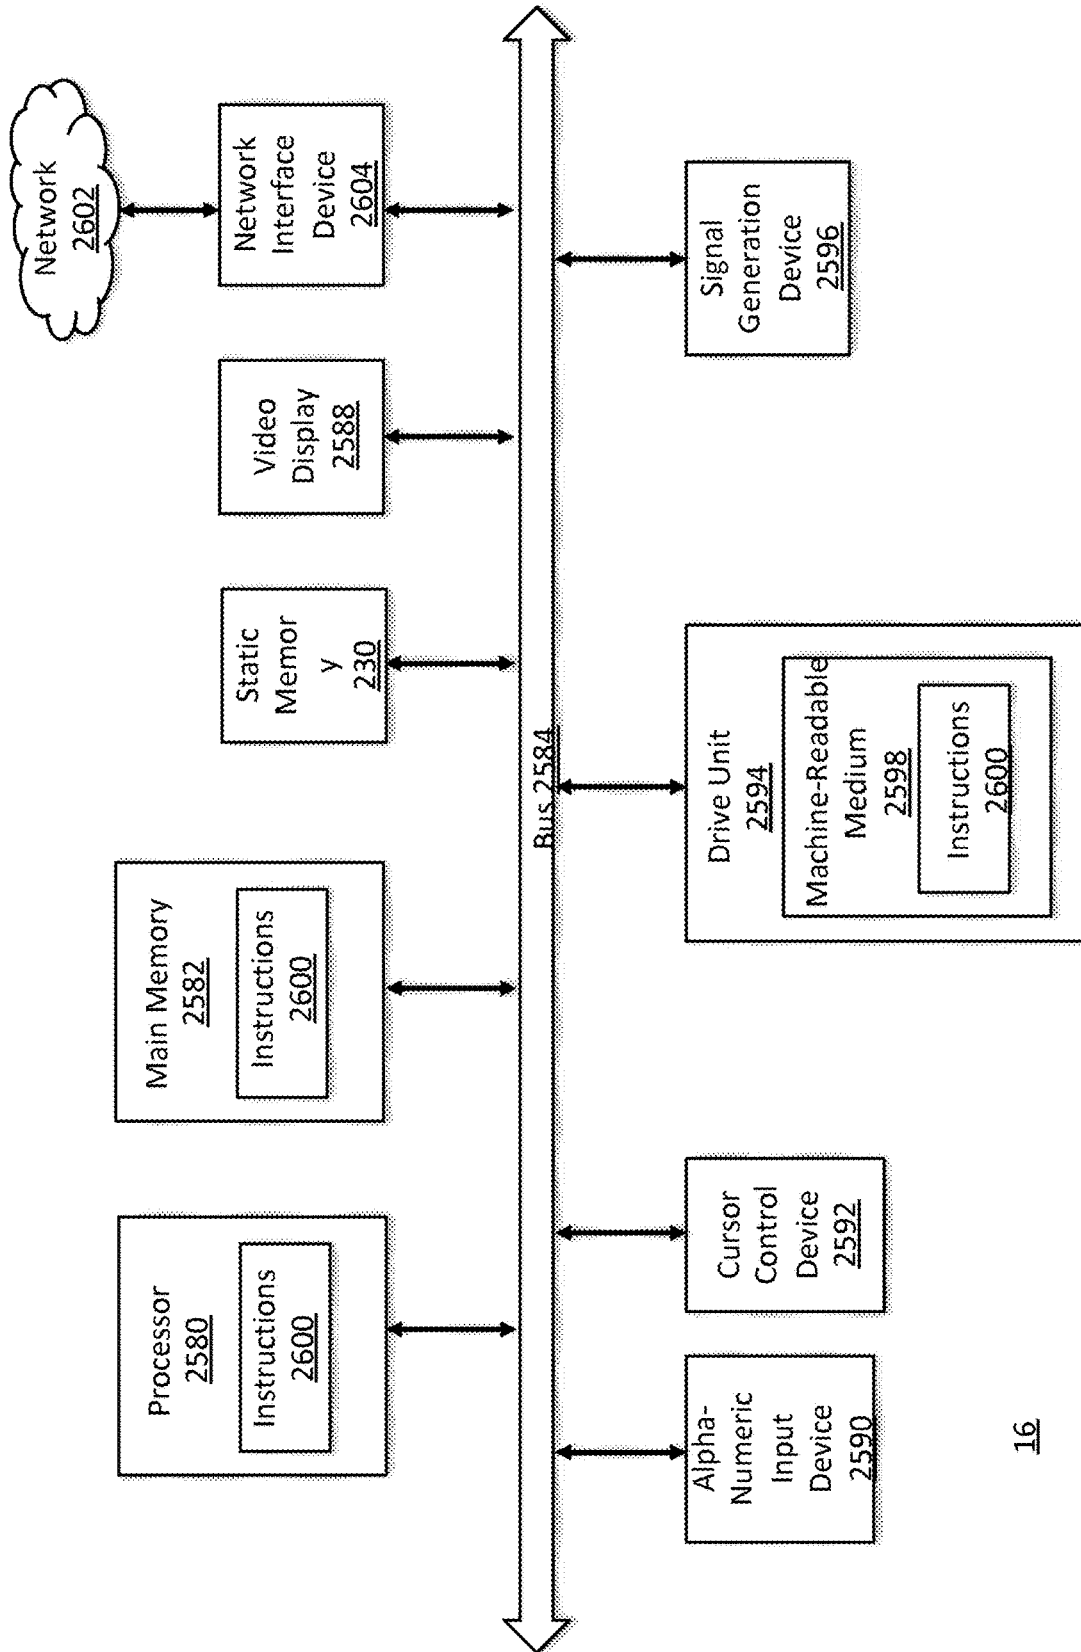 Processor
2580
Instructions
2600
Main Memory
2582
Instructions
2600
Static
Memor
y
230
Video
Display
2588
Network
Interface
Device
2604
Network
2602
Bus 2584
Alpha-
Numeric
Input
Device
2590
Cursor
Control
Device
2592
Drive Unit
2594
Machine-Readable
Medium
2598
Instructions
2600
Signal
Generation
Device
2596
16